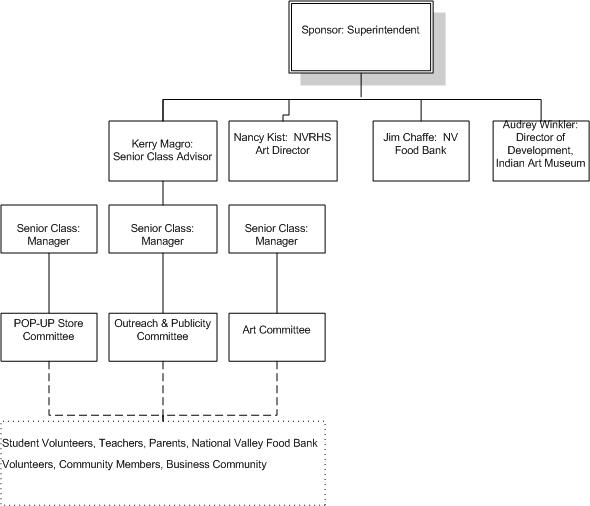 Sponsor: Superintendent
Kerry Magro:
Senior Class Advisor
Nancy Kist:  NVRHS
Art Director
Jim Chaffe:  NV
Food Bank
Audrey Winkler:
Director of
Development,
Indian Art Museum
Senior Class:
Manager
Senior Class:
Manager
Senior Class:
Manager
POP-UP Store
Committee
Outreach & Publicity
Committee
Art Committee
Student Volunteers, Teachers, Parents, National Valley Food Bank
Volunteers, Community Members, Business Community